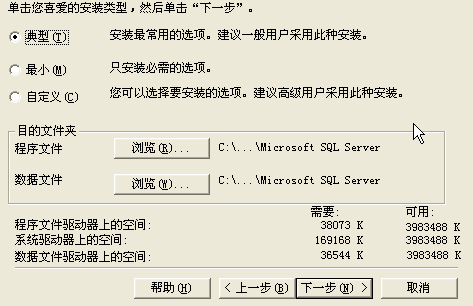 单击您喜爱的安装类型，然后单击“下一步”。
典型(T) 安装最常用的选项。建议一般用户采用此种安装。
最小(M) 只安装必需的选项。
自定义(C) 您可以选择要安装的选项。建议高级用户采用此种安装。
目的文件夹
程序文件 浏览(R)... C:\...\Microsoft SQL Server
数据文件 浏览(W)... C:\...\Microsoft SQL Server
需要: 可用:
程序文件驱动器上的空间: 38073 K 3983488 K
系统驱动器上的空间: 169168 K 3983488 K
数据文件驱动器上的空间: 36544 K 3983488 K
帮助(H) < 上一步(B) 下一步(N) > 取消